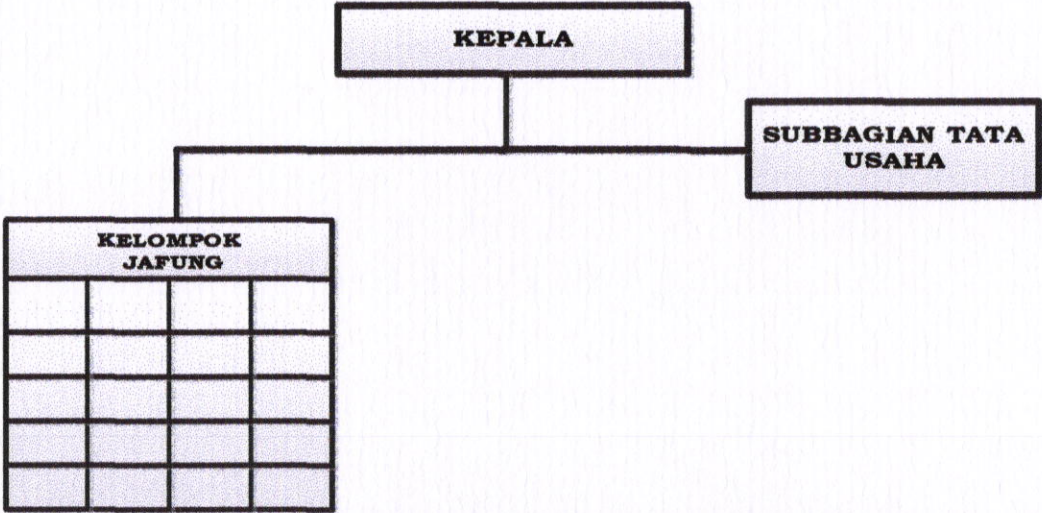 KEPALA
SUBBAGIAN TATA
USAHA
KELOMPOK
JAFUNG